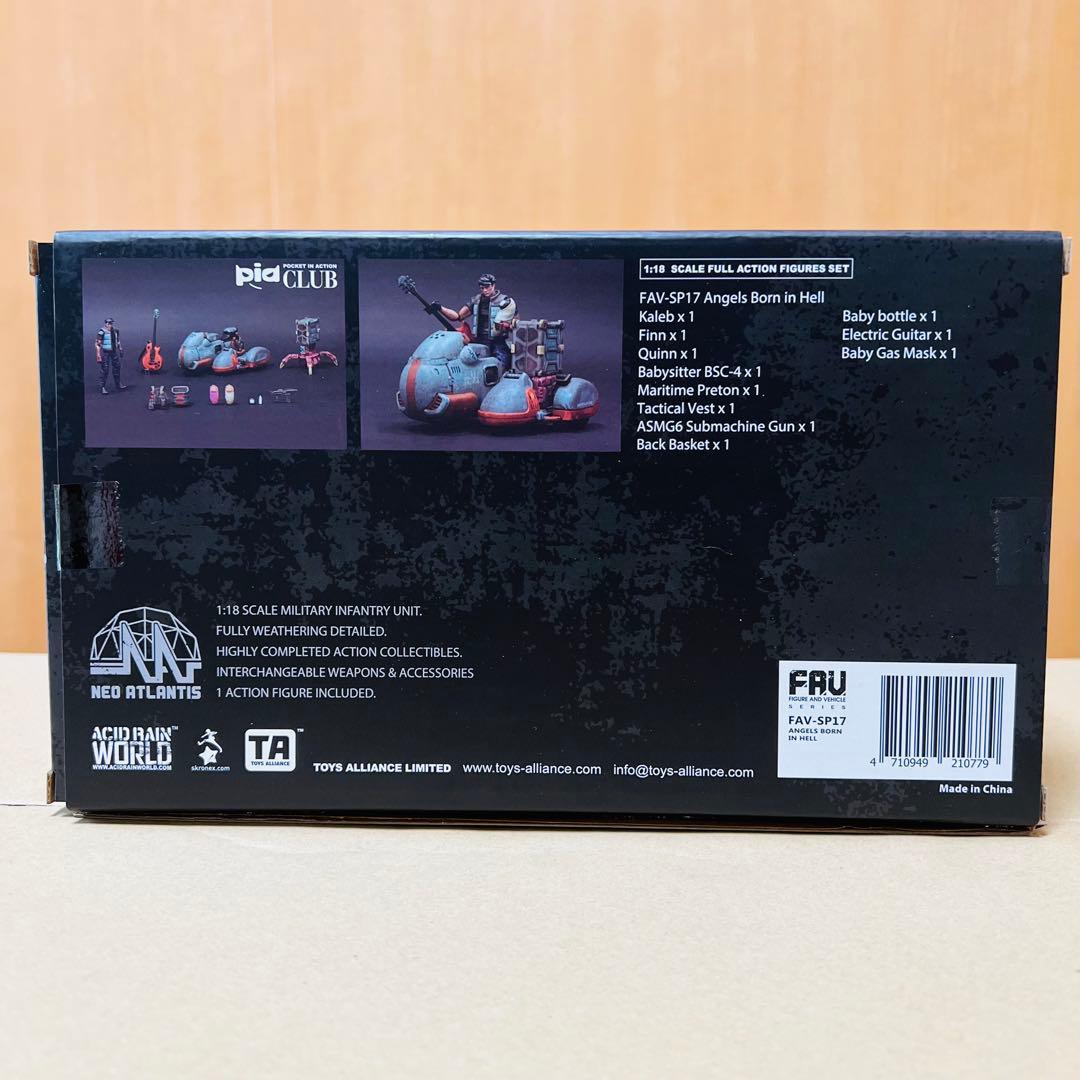 pia POCKET IN ACTION
CLUB
1:18 SCALE FULL ACTION FIGURES SET
FAV-SP17 Angels Born in Hell
Kaleb x 1
Finn x 1
Quinn x 1
Babysitter BSC-4 x 1
Maritime Preton x 1
Tactical Vest x 1
ASMG6 Submachine Gun x 1
Back Basket x 1
Baby bottle x 1
Electric Guitar x 1
Baby Gas Mask x 1
NEO ATLANTIS
1:18 SCALE MILITARY INFANTRY UNIT.
FULLY WEATHERING DETAILED.
HIGHLY COMPLETED ACTION COLLECTIBLES.
INTERCHANGEABLE WEAPONS & ACCESSORIES
1 ACTION FIGURE INCLUDED.
ACID RAIN™
WORLD
WWW.ACIDRAINWORLD.COM
skronex.com
TA™
TOYS ALLIANCE
TOYS ALLIANCE LIMITED www.toys-alliance.com info@toys-alliance.com
FAV.
FIGURE AND VEHICLE
SERIES
FAV-SP17
ANGELS BORN
IN HELL
4 710949 210779
Made in China